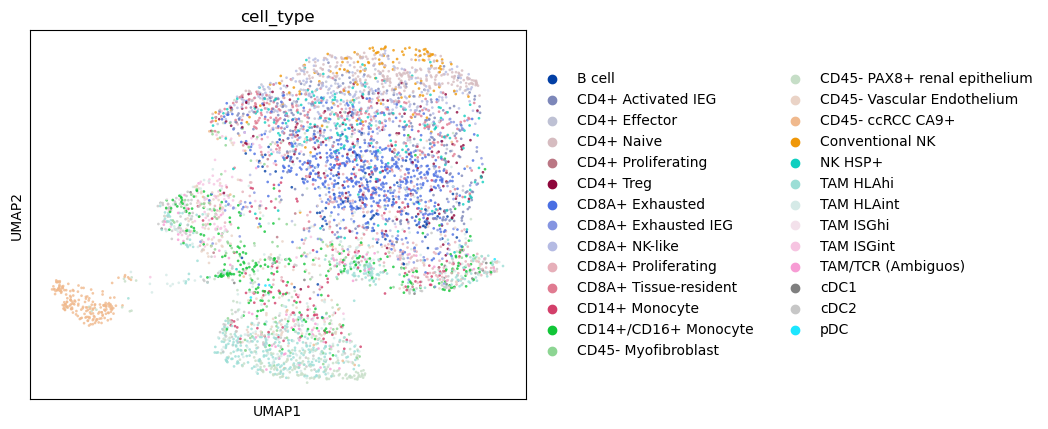 cell_type
UMAP2
UMAP1
B cell
CD4+ Activated IEG
CD4+ Effector
CD4+ Naive
CD4+ Proliferating
CD4+ Treg
CD8A+ Exhausted
CD8A+ Exhausted IEG
CD8A+ NK-like
CD8A+ Proliferating
CD8A+ Tissue-resident
CD14+ Monocyte
CD14+/CD16+ Monocyte
CD45- Myofibroblast
CD45- PAX8+ renal epithelium
CD45- Vascular Endothelium
CD45- ccRCC CA9+
Conventional NK
NK HSP+
TAM HLAhi
TAM HLAint
TAM ISGhi
TAM ISGint
TAM/TCR (Ambiguos)
cDC1
cDC2
pDC